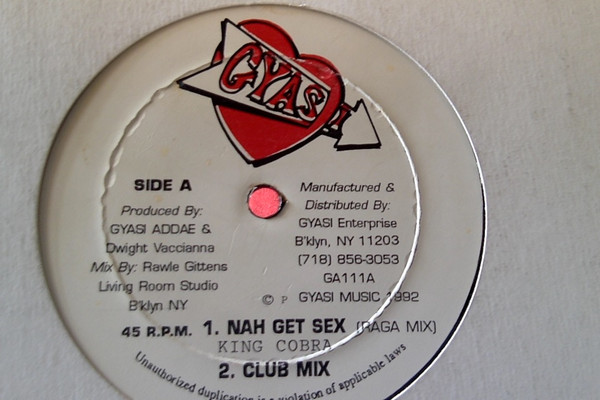 GYASI
SIDE A
Produced By:
GYASI ADDAE &
Dwight Vaccianna
Mix By: Rawle Gittens
Living Room Studio
B'klyn NY
Manufactured &
Distributed By:
GYASI Enterprise
B'klyn, NY 11203
(718) 856-3053
GA111A
© P GYASI MUSIC 1992
45 R.P.M. 1. NAH GET SEX (RAGA MIX)
KING COBRA
2. CLUB MIX
Unauthorized duplication is a violation of applicable laws